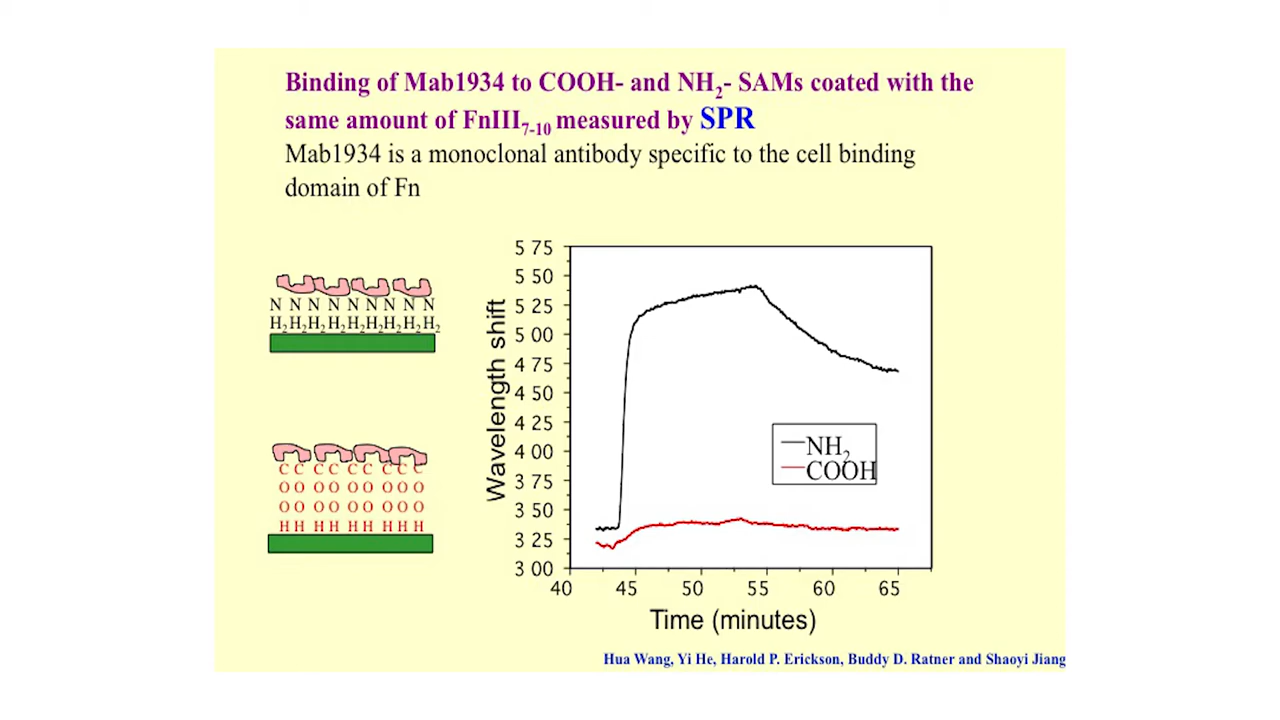 Binding of Mab1934 to COOH- and NH₂- SAMs coated with the
same amount of FnIII₇₋₁₀ measured by SPR
Mab1934 is a monoclonal antibody specific to the cell binding
domain of Fn
N N N N N N N N N
H₂ H₂ H₂ H₂ H₂ H₂ H₂ H₂ H₂
C C C C C C C C C
O O O O O O O O O
O O O O O O O O O
H H H H H H H H H
Wavelength shift
5 75
5 50
5 25
5 00
4 75
4 50
4 25
4 00
3 75
3 50
3 25
3 00
NH₂
COOH
40 45 50 55 60 65
Time (minutes)
Hua Wang, Yi He, Harold P. Erickson, Buddy D. Ratner and Shaoyi Jiang